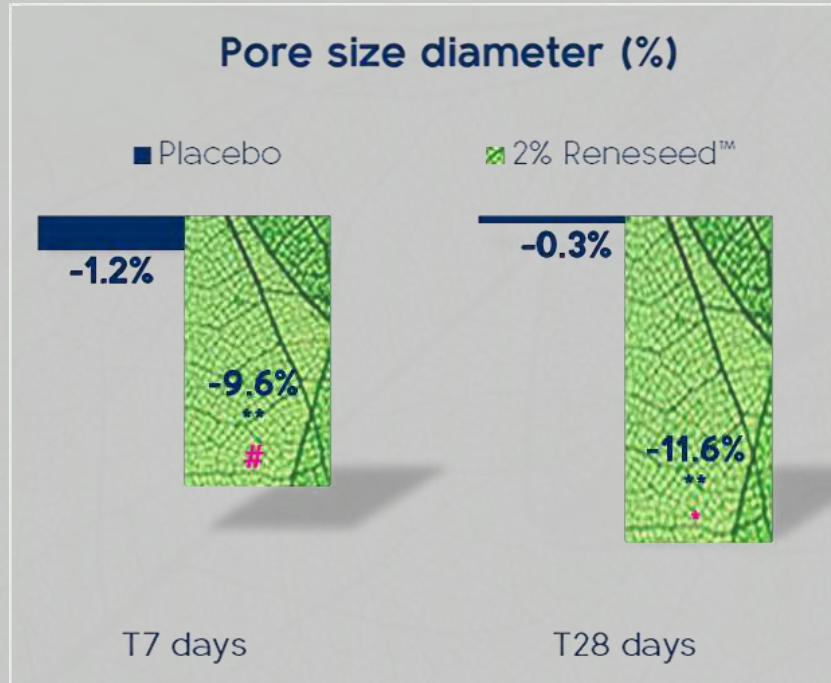 Pore size diameter (%)
Placebo
2% Reneseed™
-1.2%
-9.6%
**
#
-0.3%
-11.6%
**
*
T7 days
T28 days